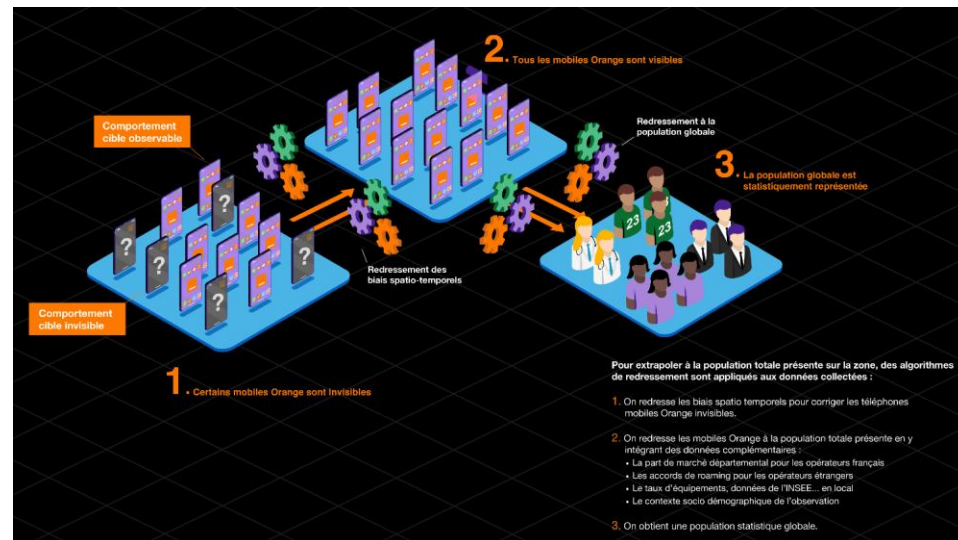 2. Tous les mobiles Orange sont visibles
Comportement
cible observable
Redressement à la
population globale
3. La population globale est
statistiquement représentée
23
23
?
?
?
?
?
Redressement des
biais spatio-temporels
Comportement
cible invisible
1. Certains mobiles Orange sont Invisibles
Pour extrapoler à la population totale présente sur la zone, des algorithmes
de redressement sont appliqués aux données collectées :
1. On redresse les biais spatio temporels pour corriger les téléphones
mobiles Orange invisibles.
2. On redresse les mobiles Orange à la population totale présente en y
intégrant des données complémentaires :
• La part de marché départemental pour les opérateurs français
• Les accords de roaming pour les opérateurs étrangers
• Le taux d'équipements, données de l'INSEE... en local
• Le contexte socio démographique de l'observation
3. On obtient une population statistique globale.